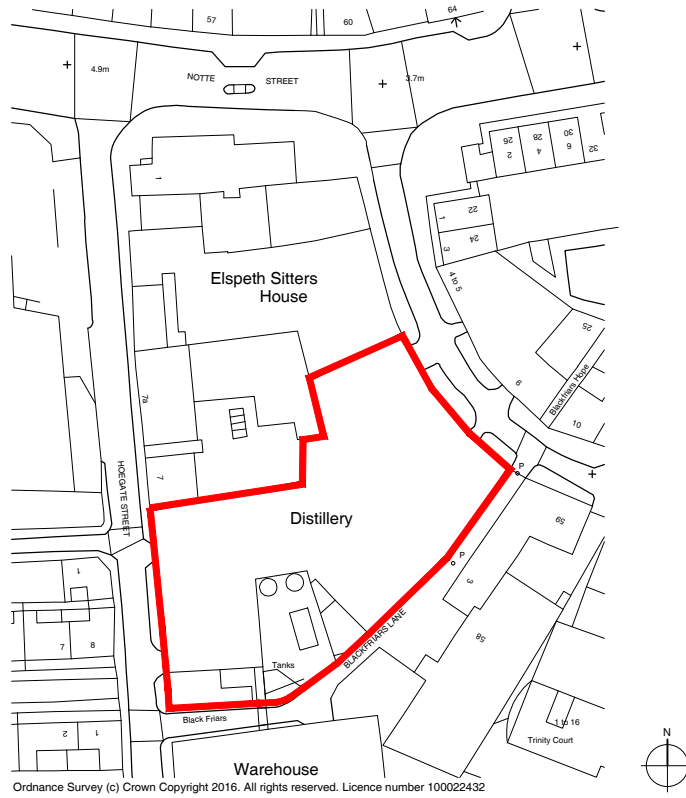 57
60
64
4.9m
NOTTE STREET
3.7m
26
28
30
32
2
4
6
1
22
24
3
4 to 5
Elspeth Sitters
House
25
6
Blackfriars Hope
10
7a
7
HOEGATE STREET
P
Distillery
59
P
3
58
BLACKFRIARS LANE
1
7
8
Tanks
Black Friars
2
1
1 to 16
Trinity Court
Warehouse
N
1
Ordnance Survey (c) Crown Copyright 2016. All rights reserved. Licence number 100022432